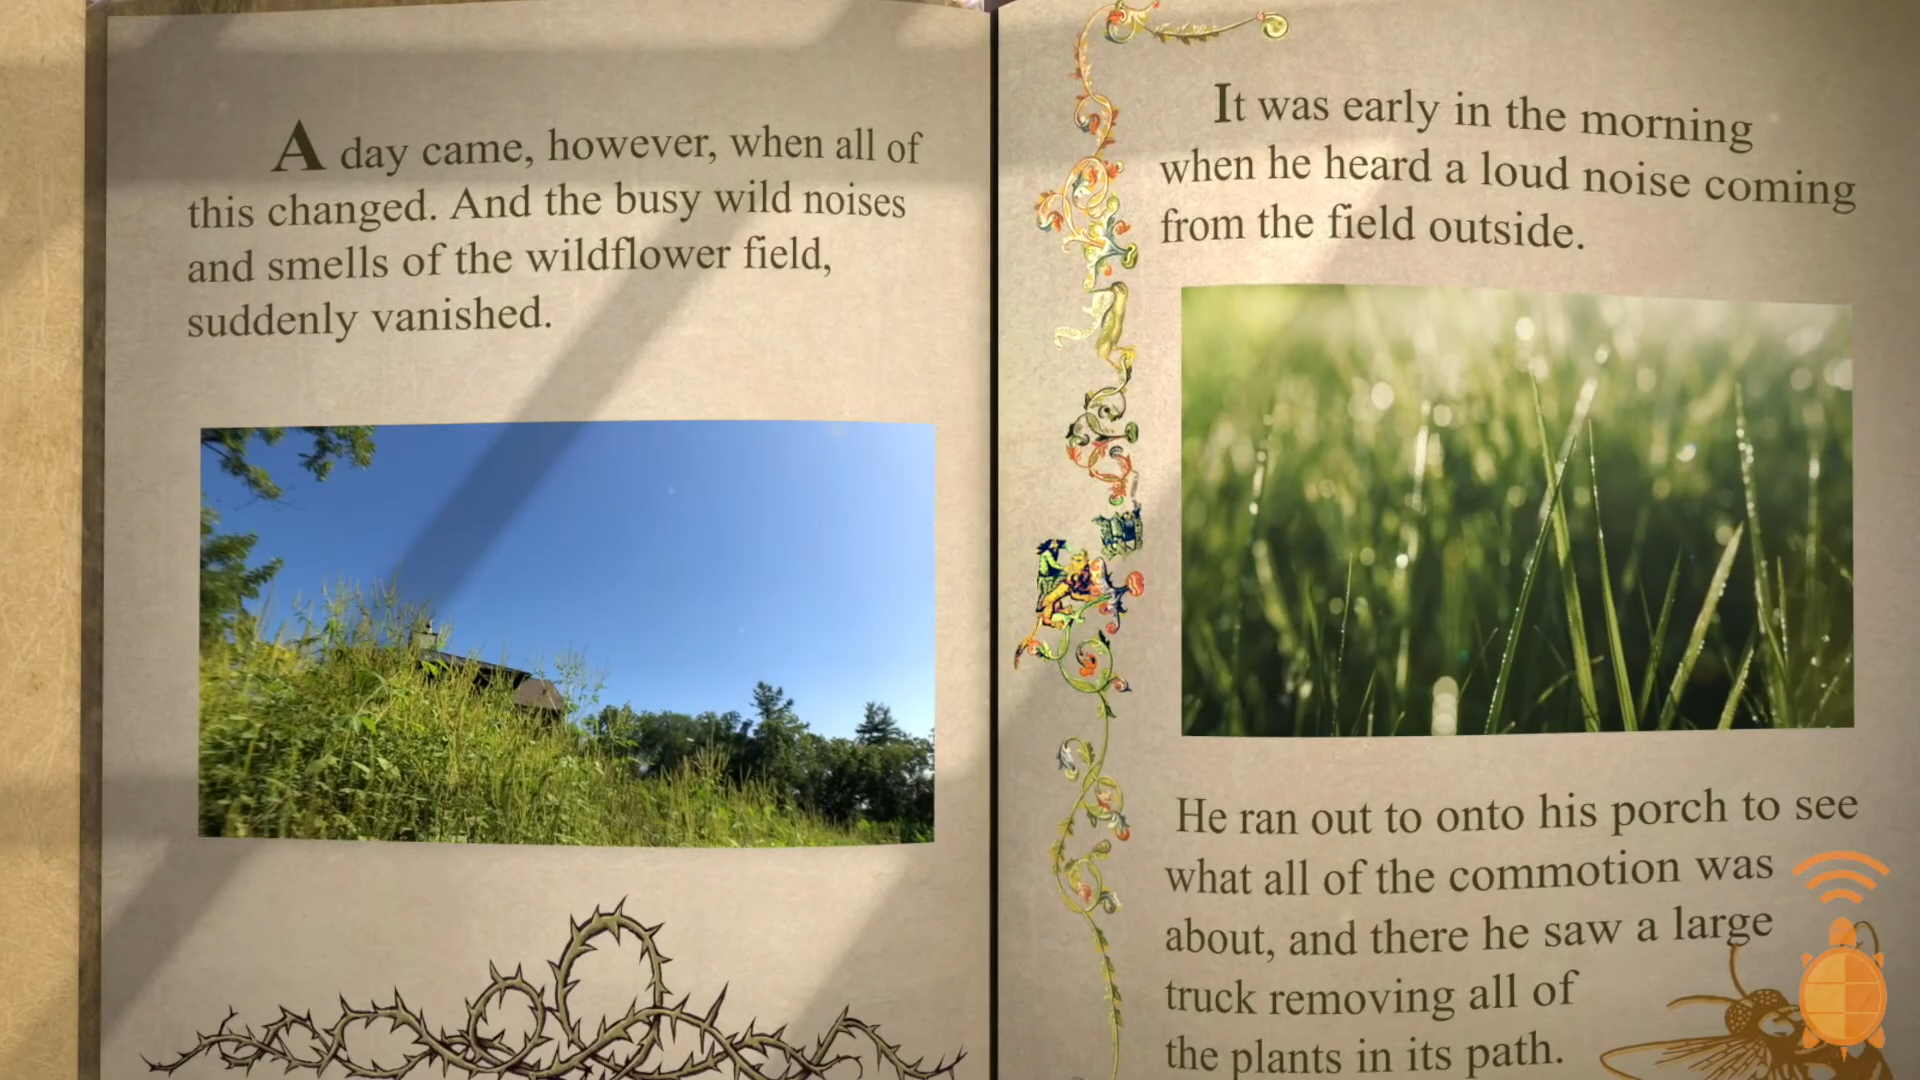 A day came, however, when all of
this changed. And the busy wild noises
and smells of the wildflower field,
suddenly vanished.
It was early in the morning
when he heard a loud noise coming
from the field outside.
He ran out to onto his porch to see
what all of the commotion was
about, and there he saw a large
truck removing all of
the plants in its path.